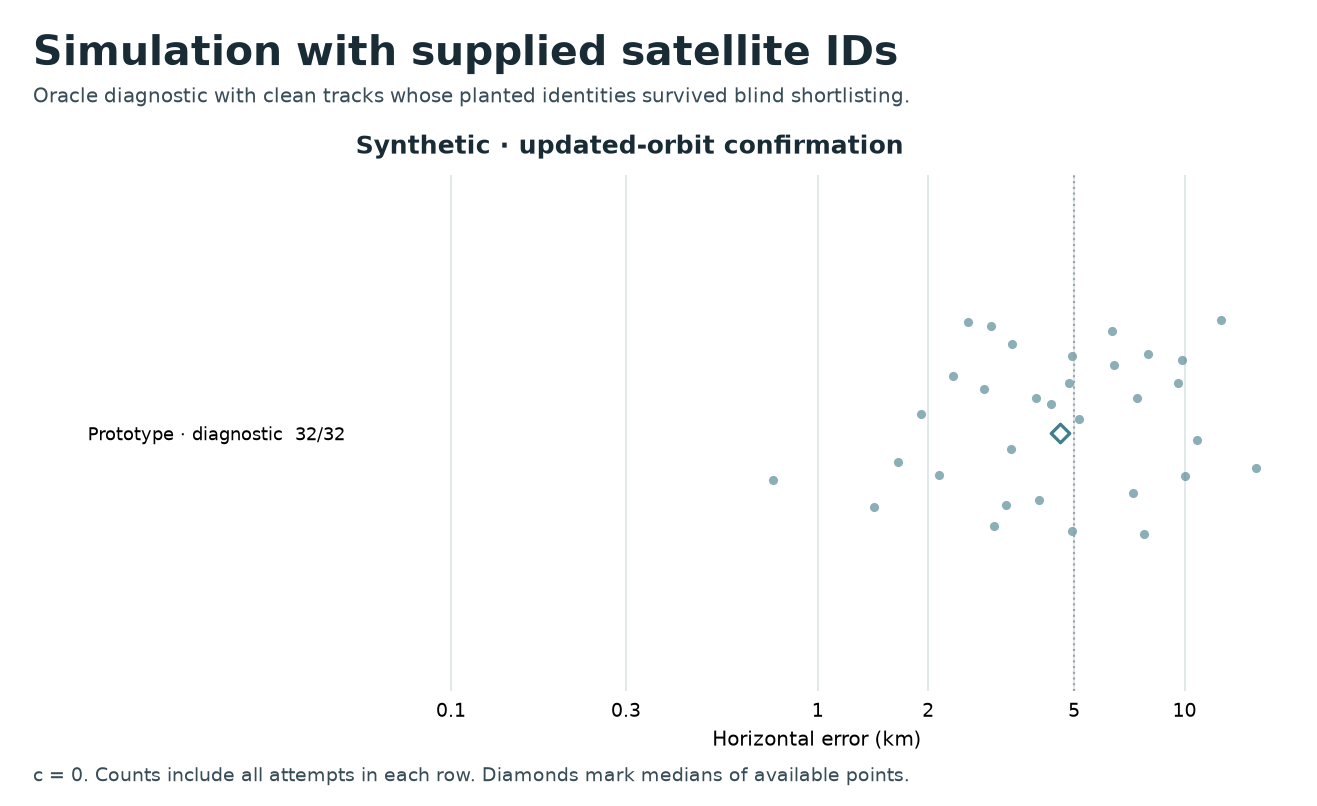 Simulation with supplied satellite IDs
Oracle diagnostic with clean tracks whose planted identities survived blind shortlisting.
Synthetic · updated-orbit confirmation
Prototype · diagnostic  32/32
0.1 0.3 1 2 5 10
Horizontal error (km)
c = 0. Counts include all attempts in each row. Diamonds mark medians of available points.